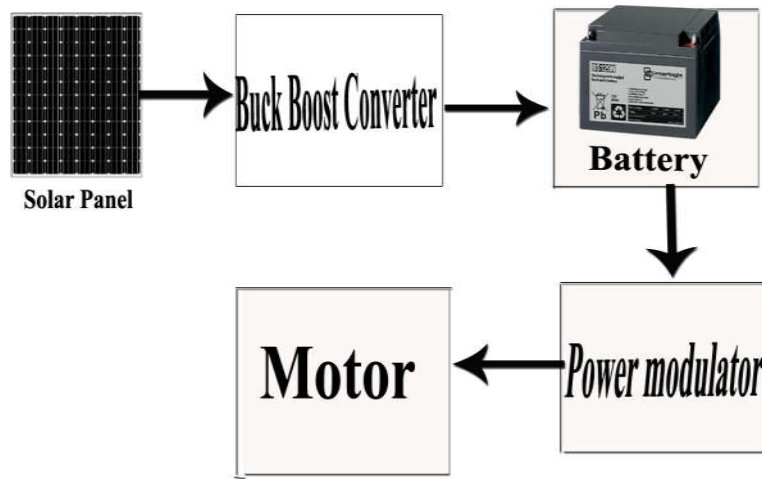 Solar Panel
Buck Boost Converter
Battery
Pb
Power modulator
Motor